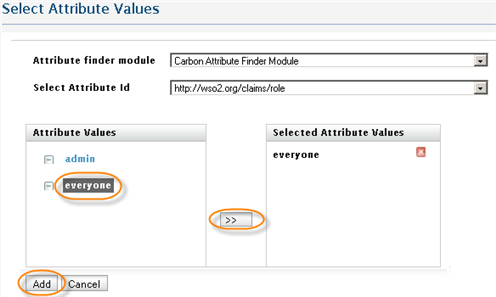 Select Attribute Values
Attribute finder module Carbon Attribute Finder Module
Select Attribute Id http://wso2.org/claims/role
Attribute Values Selected Attribute Values
admin everyone
everyone
>>
Add Cancel